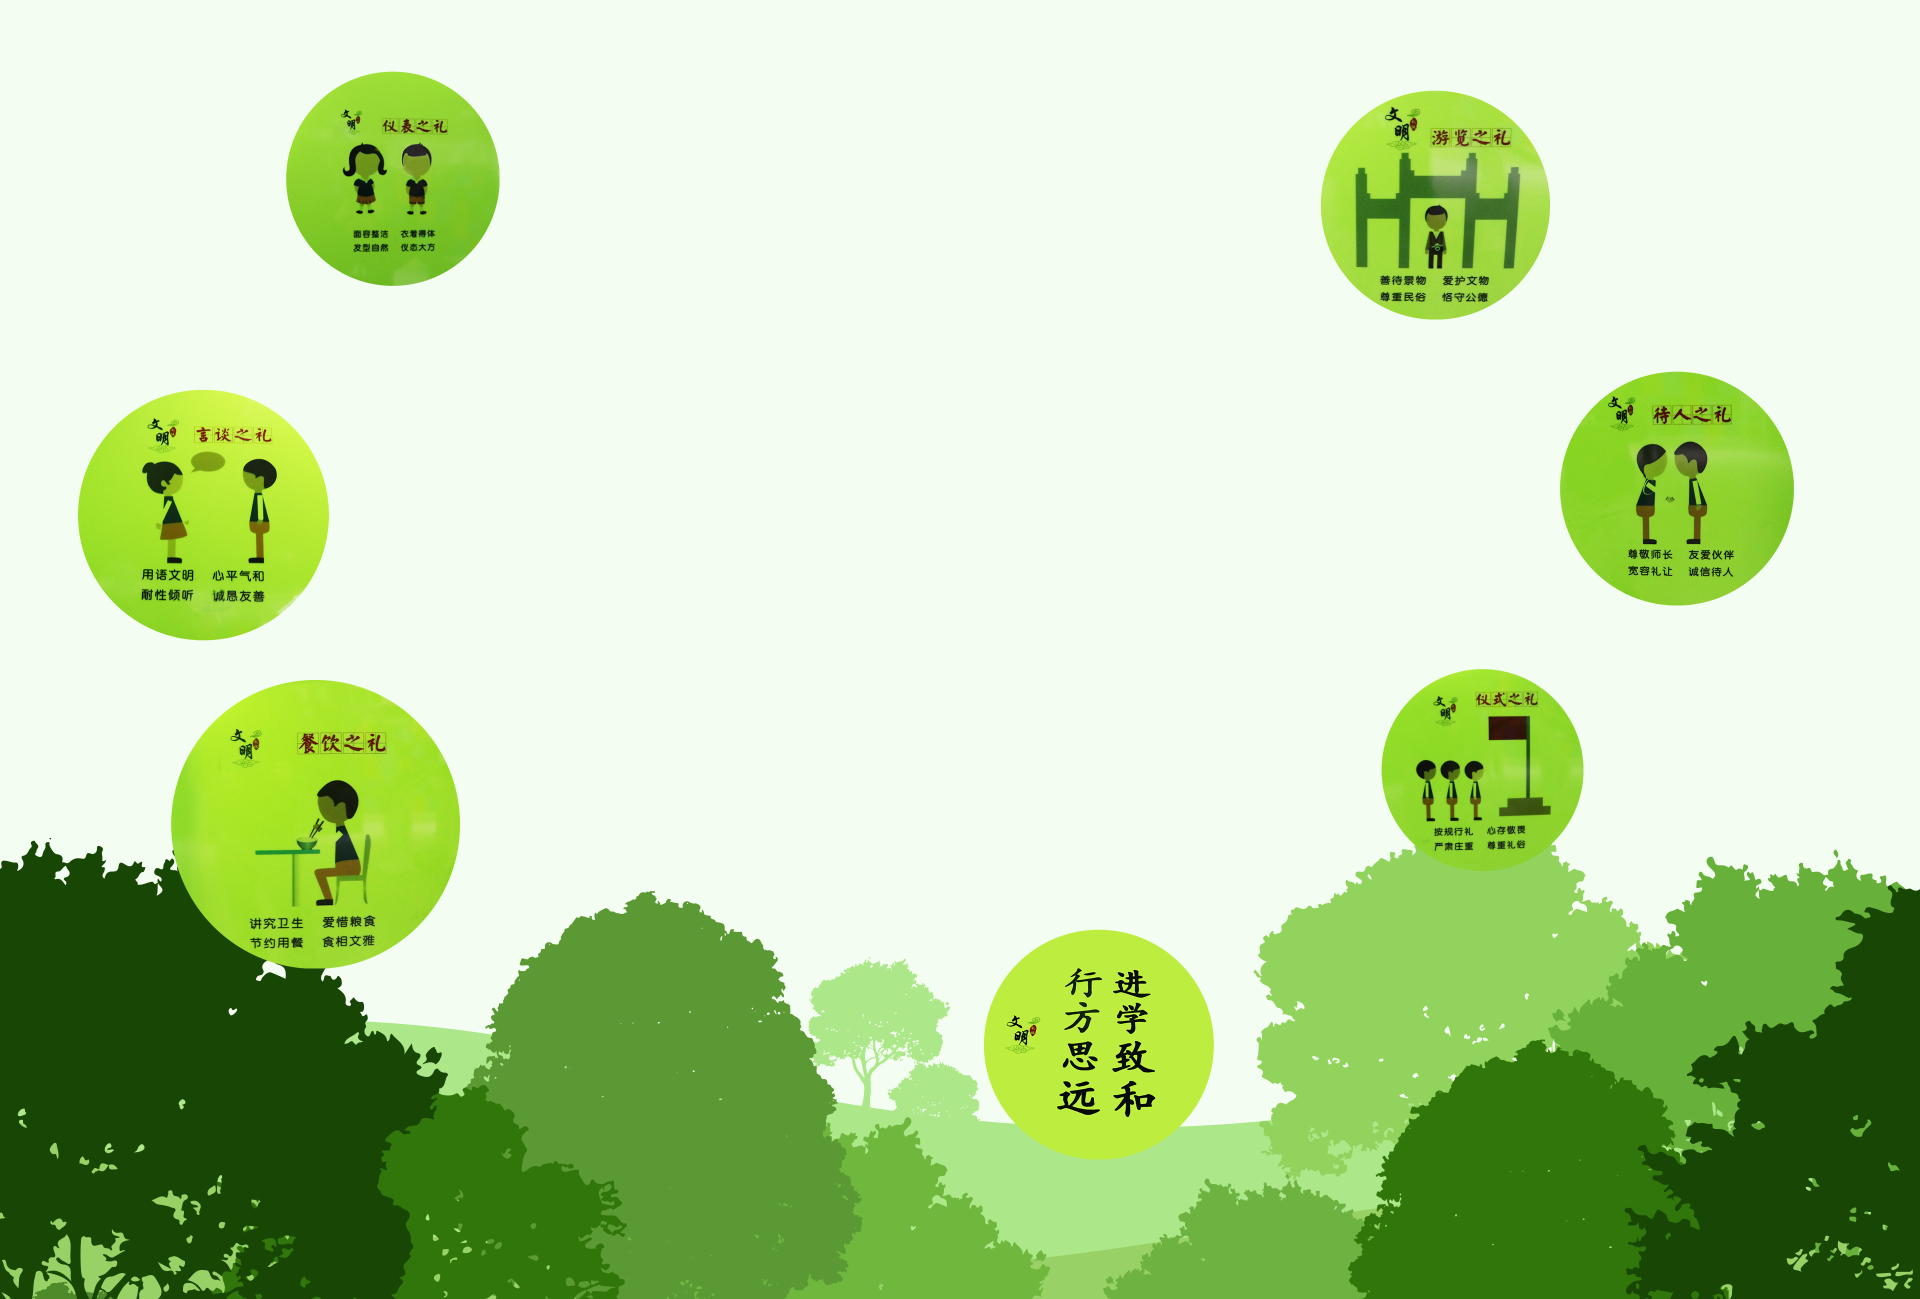 文明
仪表之礼
面容整洁 衣着得体
发型自然 仪态大方
文明
游览之礼
善待景物 爱护文物
尊重民俗 恪守公德
文明
言谈之礼
用语文明 心平气和
耐性倾听 诚恳友善
文明
待人之礼
尊敬师长 友爱伙伴
宽容礼让 诚信待人
文明
餐饮之礼
讲究卫生 爱惜粮食
节约用餐 食相文雅
文明
仪式之礼
按规行礼 心存敬畏
严肃庄重 尊重礼俗
文明
进学致和
行方思远